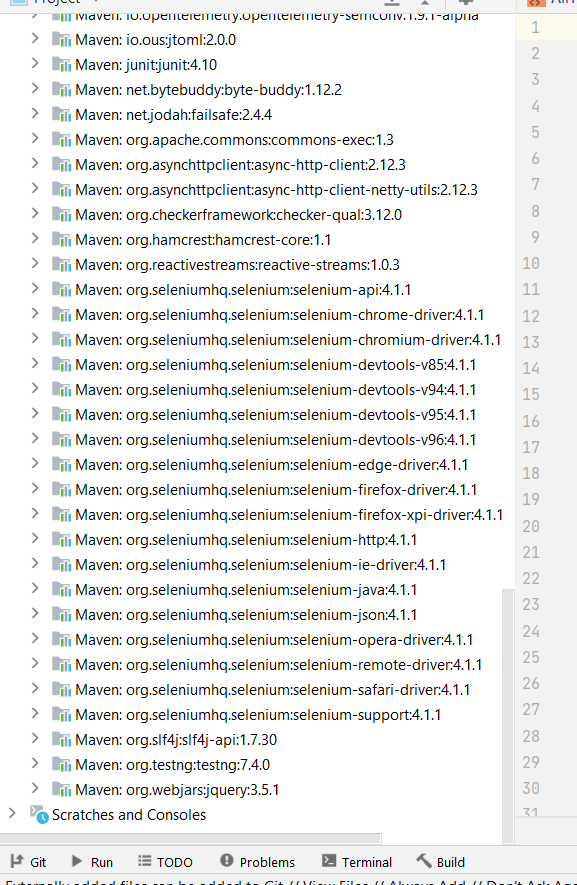 Project
Maven: io.opentelemetry:opentelemetry-semconv:1.9.1-alpha
Maven: io.ous:jtoml:2.0.0
Maven: junit:junit:4.10
Maven: net.bytebuddy:byte-buddy:1.12.2
Maven: net.jodah:failsafe:2.4.4
Maven: org.apache.commons:commons-exec:1.3
Maven: org.asynchttpclient:async-http-client:2.12.3
Maven: org.asynchttpclient:async-http-client-netty-utils:2.12.3
Maven: org.checkerframework:checker-qual:3.12.0
Maven: org.hamcrest:hamcrest-core:1.1
Maven: org.reactivestreams:reactive-streams:1.0.3
Maven: org.seleniumhq.selenium:selenium-api:4.1.1
Maven: org.seleniumhq.selenium:selenium-chrome-driver:4.1.1
Maven: org.seleniumhq.selenium:selenium-chromium-driver:4.1.1
Maven: org.seleniumhq.selenium:selenium-devtools-v85:4.1.1
Maven: org.seleniumhq.selenium:selenium-devtools-v94:4.1.1
Maven: org.seleniumhq.selenium:selenium-devtools-v95:4.1.1
Maven: org.seleniumhq.selenium:selenium-devtools-v96:4.1.1
Maven: org.seleniumhq.selenium:selenium-edge-driver:4.1.1
Maven: org.seleniumhq.selenium:selenium-firefox-driver:4.1.1
Maven: org.seleniumhq.selenium:selenium-firefox-xpi-driver:4.1.1
Maven: org.seleniumhq.selenium:selenium-http:4.1.1
Maven: org.seleniumhq.selenium:selenium-ie-driver:4.1.1
Maven: org.seleniumhq.selenium:selenium-java:4.1.1
Maven: org.seleniumhq.selenium:selenium-json:4.1.1
Maven: org.seleniumhq.selenium:selenium-opera-driver:4.1.1
Maven: org.seleniumhq.selenium:selenium-remote-driver:4.1.1
Maven: org.seleniumhq.selenium:selenium-safari-driver:4.1.1
Maven: org.seleniumhq.selenium:selenium-support:4.1.1
Maven: org.slf4j:slf4j-api:1.7.30
Maven: org.testng:testng:7.4.0
Maven: org.webjars:jquery:3.5.1
Scratches and Consoles
1
2
3
4
5
6
7
8
9
10
11
12
13
14
15
16
17
18
19
20
21
22
23
24
25
26
27
28
29
30
31
Git Run TODO Problems Terminal Build
Externally added files can be added to Git // View Files // Always Add // Don't Ask